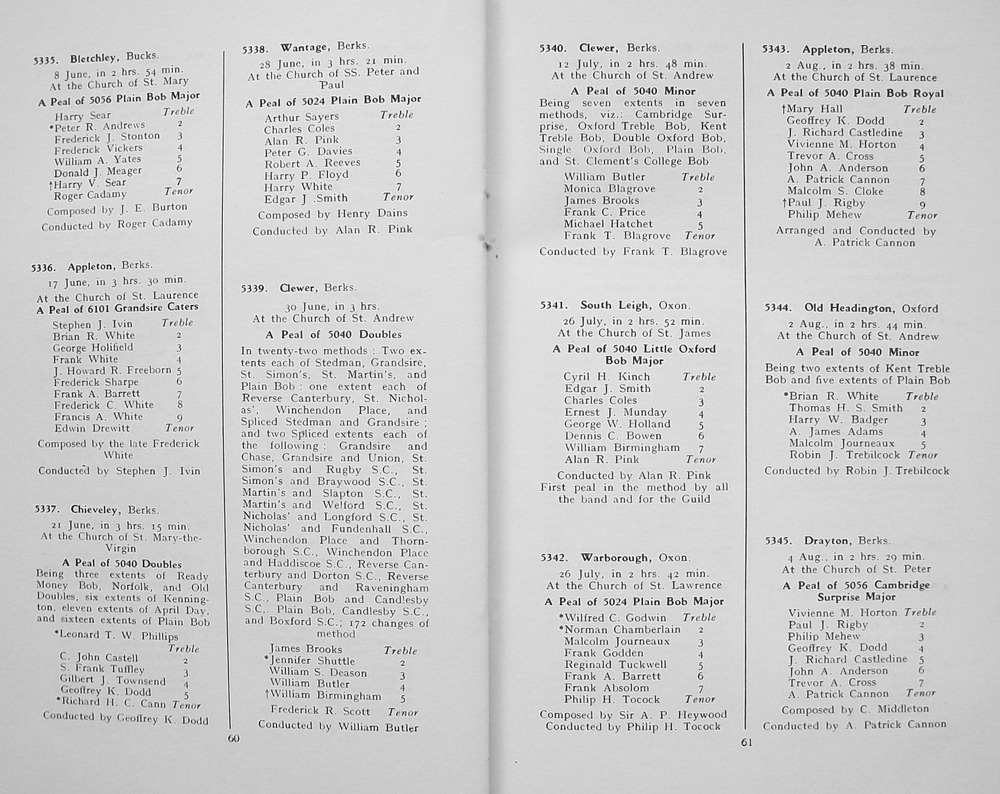 5335. Bletchley, Bucks.
8 June, in 2 hrs. 54 min.
At the Church of St. Mary
A Peal of 5056 Plain Bob Major
Harry Sear Treble
*Peter R. Andrews 2
Frederick J. Stonton 3
Frederick Vickers 4
William A. Yates 5
Donald J. Meager 6
†Harry V. Sear 7
Roger Cadamy Tenor
Composed by J. E. Burton
Conducted by Roger Cadamy
5336. Appleton, Berks.
17 June, in 3 hrs. 30 min.
At the Church of St. Laurence
A Peal of 6101 Grandsire Caters
Stephen J. Ivin Treble
Brian R. White 2
George Holifield 3
Frank White 4
J. Howard R. Freeborn 5
Frederick Sharpe 6
Frank A. Barrett 7
Frederick C. White 8
Francis A. White 9
Edwin Drewitt Tenor
Composed by the late Frederick
White
Conducted by Stephen J. Ivin
5337. Chieveley, Berks.
21 June, in 3 hrs. 15 min.
At the Church of St. Mary-the-
Virgin
A Peal of 5040 Doubles
Being three extents of Ready
Money Bob, Norfolk, and Old
Doubles, six extents of Kenning-
ton, eleven extents of April Day,
and sixteen extents of Plain Bob
*Leonard T. W. Phillips
Treble
C. John Castell 2
S. Frank Tuffley 3
Gilbert J. Townsend 4
Geoffrey K. Dodd 5
*Richard H. C. Cann Tenor
Conducted by Geoffrey K. Dodd
5338. Wantage, Berks.
28 June, in 3 hrs. 21 min.
At the Church of SS. Peter and
Paul
A Peal of 5024 Plain Bob Major
Arthur Sayers Treble
Charles Coles 2
Alan R. Pink 3
Peter G. Davies 4
Robert A. Reeves 5
Harry P. Floyd 6
Harry White 7
Edgar J .Smith Tenor
Composed by Henry Dains
Conducted by Alan R. Pink
5339. Clewer, Berks.
30 June, in 3 hrs.
At the Church of St. Andrew
A Peal of 5040 Doubles
In twenty-two methods : Two ex-
tents each of Stedman, Grandsire,
St. Simon's, St. Martin's, and
Plain Bob : one extent each of
Reverse Canterbury, St. Nichol-
as', Winchendon Place, and
Spliced Stedman and Grandsire ;
and two Spliced extents each of
the following : Grandsire and
Chase, Grandsire and Union, St.
Simon's and Rugby S.C., St.
Simon's and Braywood S.C., St.
Martin's and Slapton S.C., St.
Martin's and Welford S.C., St.
Nicholas' and Longford S.C., St.
Nicholas' and Fundenhall S.C.,
Winchendon Place and Thorn-
borough S.C., Winchendon Place
and Haddiscoe S.C., Reverse Can-
terbury and Dorton S.C., Reverse
Canterbury and Raveningham
S.C., Plain Bob and Candlesby
S.C., Plain Bob, Candlesby S.C.,
and Boxford S.C.; 172 changes of
method
James Brooks Treble
*Jennifer Shuttle 2
William S. Deason 3
William Butler 4
†William Birmingham 5
Frederick R. Scott Tenor
Conducted by William Butler
60
5340. Clewer, Berks.
12 July, in 2 hrs. 48 min.
At the Church of St. Andrew
A Peal of 5040 Minor
Being seven extents in seven
methods, viz.: Cambridge Sur-
prise, Oxford Treble Bob, Kent
Treble Bob, Double Oxford Bob,
Single Oxford Bob, Plain Bob,
and St. Clement's College Bob
William Butler Treble
Monica Blagrove 2
James Brooks 3
Frank C. Price 4
Michael Hatchet 5
Frank T. Blagrove Tenor
Conducted by Frank T. Blagrove
5341. South Leigh, Oxon.
26 July, in 2 hrs. 52 min.
At the Church of St. James
A Peal of 5040 Little Oxford
Bob Major
Cyril H. Kinch Treble
Edgar J. Smith 2
Charles Coles 3
Ernest J. Munday 4
George W. Holland 5
Dennis C. Bowen 6
William Birmingham 7
Alan R. Pink Tenor
Conducted by Alan R. Pink
First peal in the method by all
the band and for the Guild
5342. Warborough, Oxon.
26 July, in 2 hrs. 42 min.
At the Church of St. Lawrence
A Peal of 5024 Plain Bob Major
*Wilfred C. Godwin Treble
*Norman Chamberlain 2
Malcolm Journeaux 3
Frank Godden 4
Reginald Tuckwell 5
Frank A. Barrett 6
Frank Absolom 7
Philip H. Tocock Tenor
Composed by Sir A. P. Heywood
Conducted by Philip H. Tocock
5343. Appleton, Berks.
2 Aug., in 2 hrs. 38 min.
At the Church of St. Laurence
A Peal of 5040 Plain Bob Royal
†Mary Hall Treble
Geoffrey K. Dodd 2
J. Richard Castledine 3
Vivienne M. Horton 4
Trevor A. Cross 5
John A. Anderson 6
A. Patrick Cannon 7
Malcolm S. Cloke 8
†Paul J. Rigby 9
Philip Mehew Tenor
Arranged and Conducted by
A. Patrick Cannon
5344. Old Headington, Oxford
2 Aug., in 2 hrs. 44 min.
At the Church of St. Andrew
A Peal of 5040 Minor
Being two extents of Kent Treble
Bob and five extents of Plain Bob
*Brian R. White Treble
Thomas H. S. Smith 2
Harry W. Badger 3
A. James Adams 4
Malcolm Journeaux 5
Robin J. Trebilcock Tenor
Conducted by Robin J. Trebilcock
5345. Drayton, Berks.
4 Aug., in 2 hrs. 29 min.
At the Church of St. Peter
A Peal of 5056 Cambridge
Surprise Major
Vivienne M. Horton Treble
Paul J. Rigby 2
Philip Mehew 3
Geoffrey K. Dodd 4
J. Richard Castledine 5
John A. Anderson 6
Trevor A. Cross 7
A. Patrick Cannon Tenor
Composed by C. Middleton
Conducted by A. Patrick Cannon
61